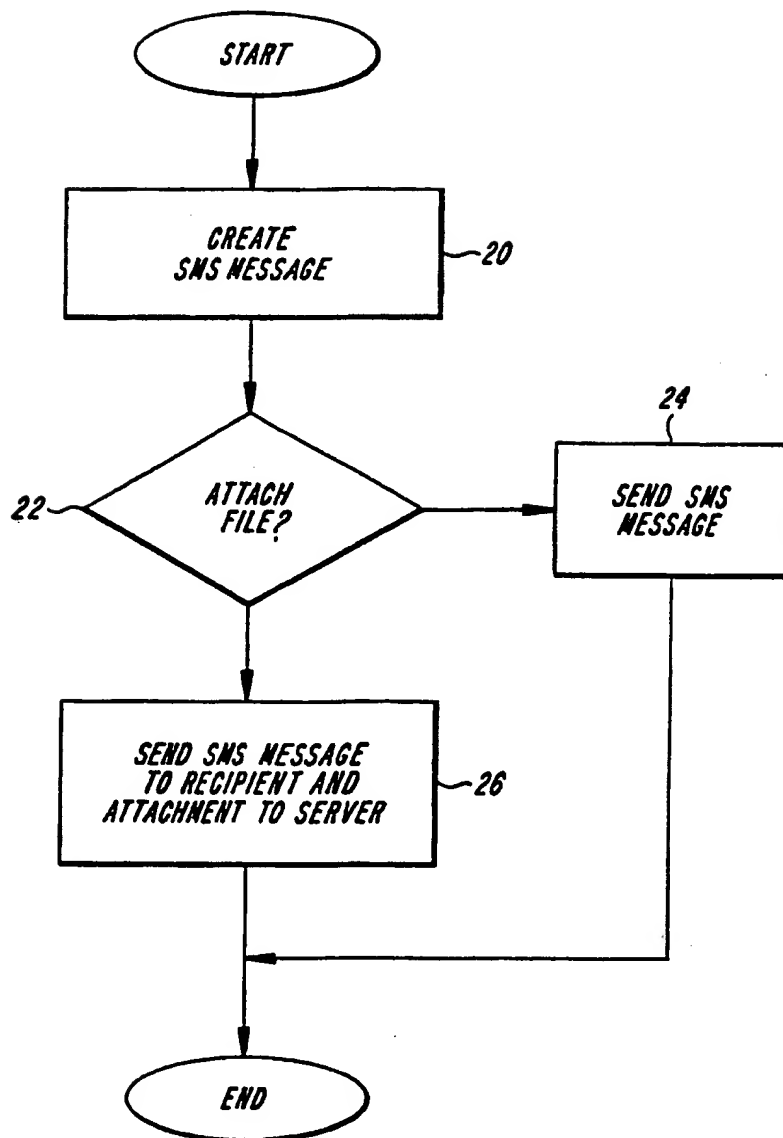 START
CREATE
SMS MESSAGE
20
22
ATTACH
FILE?
24
SEND SMS
MESSAGE
SEND SMS MESSAGE
TO RECIPIENT AND
ATTACHMENT TO SERVER
26
END